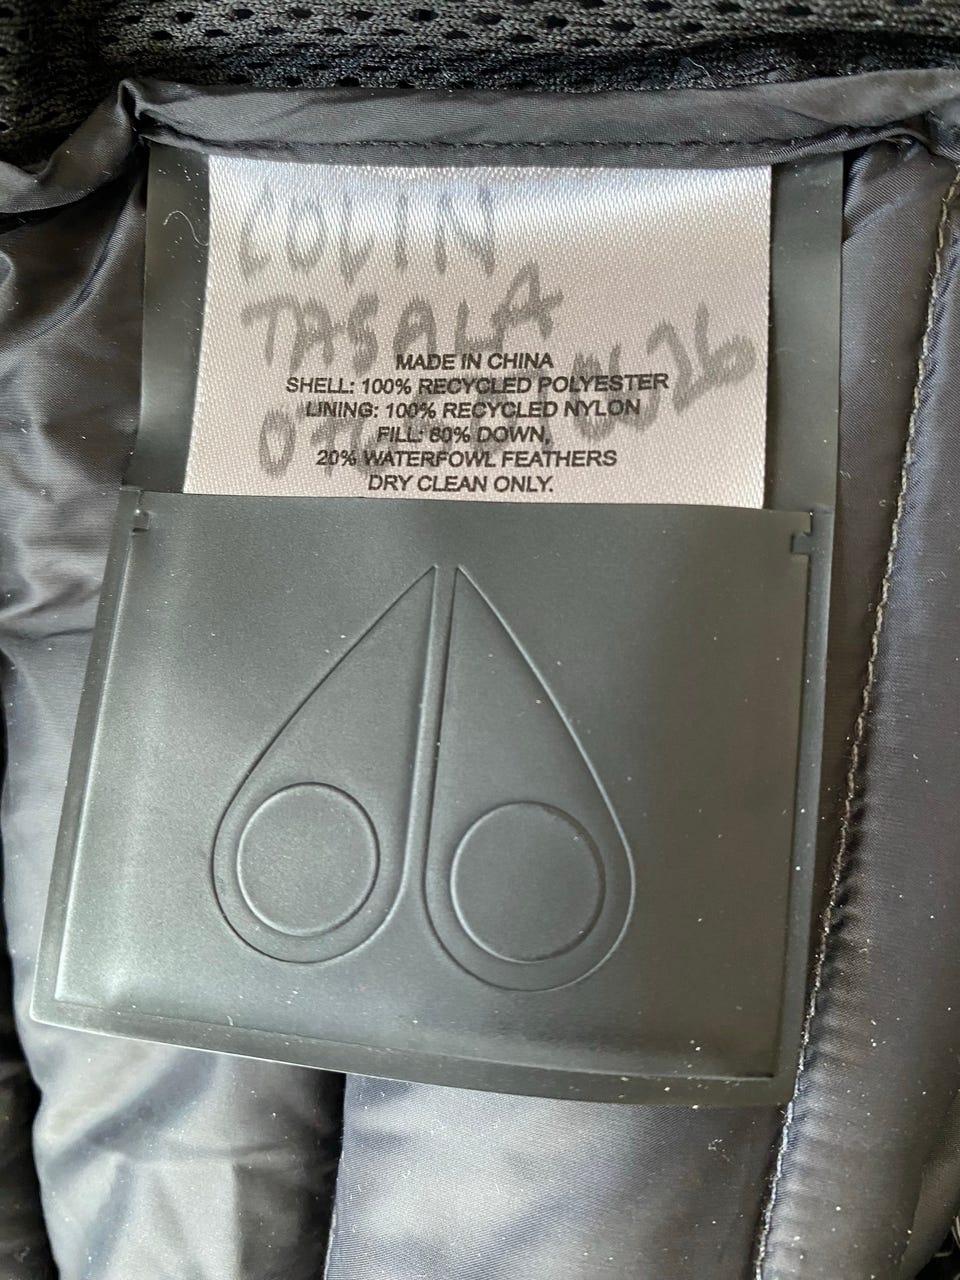 COLIN
TASALA
MADE IN CHINA
SHELL: 100% RECYCLED POLYESTER
LINING: 100% RECYCLED NYLON
FILL: 80% DOWN,
20% WATERFOWL FEATHERS
DRY CLEAN ONLY.